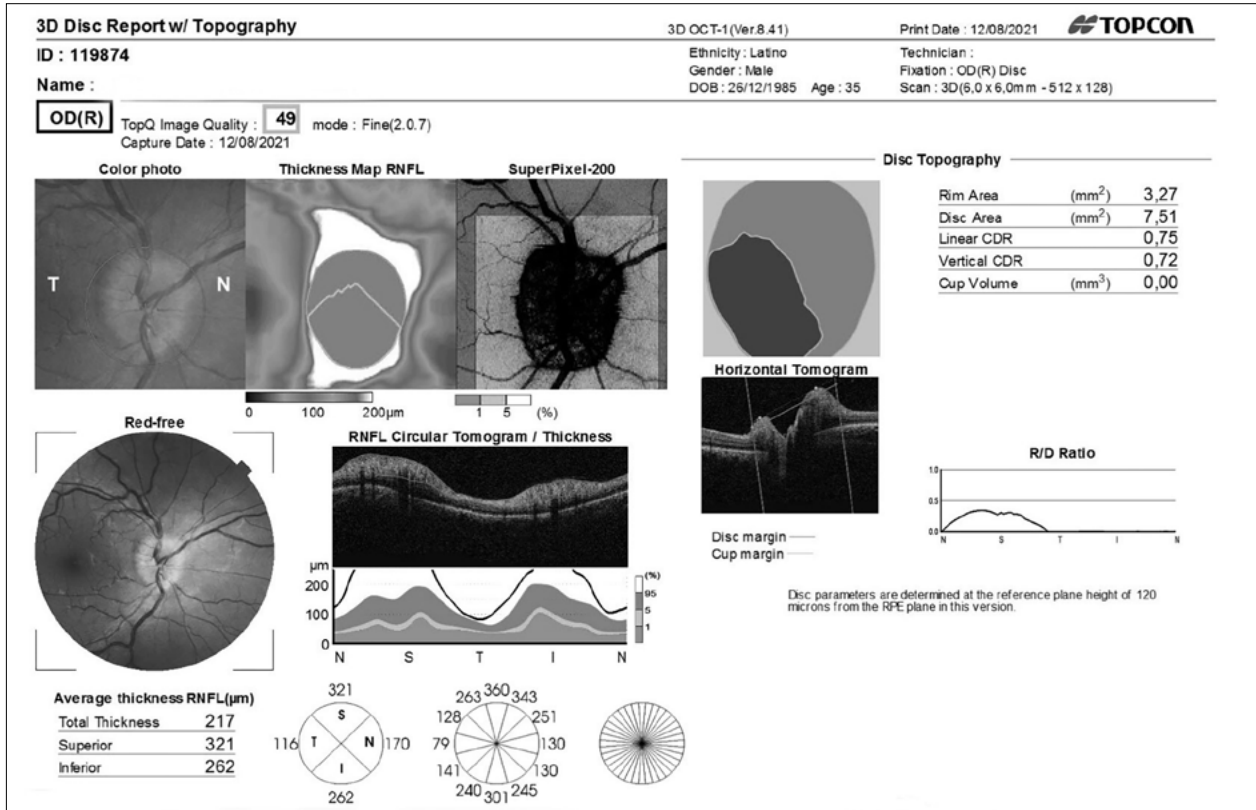 3D Disc Report w/ Topography
3D OCT-1(Ver.8.41)
Print Date : 12/08/2021
TOPCON
ID : 119874
Ethnicity : Latino
Technician :
Gender : Male
Fixation : OD(R) Disc
Name :
DOB : 26/12/1985 Age : 35
Scan : 3D(6,0 x 6,0mm - 512 x 128)
OD(R)
TopQ Image Quality : 49 mode : Fine(2.0.7)
Capture Date : 12/08/2021
Color photo
Thickness Map RNFL
SuperPixel-200
T N
0 100 200μm
1 5 (%)
Disc Topography
Rim Area (mm2) 3,27
Disc Area (mm2) 7,51
Linear CDR 0,75
Vertical CDR 0,72
Cup Volume (mm3) 0,00
Horizontal Tomogram
Disc margin
Cup margin
R/D Ratio
1.0
0.5
0.0
N S T I N
Disc parameters are determined at the reference plane height of 120
microns from the RPE plane in this version.
Red-free
RNFL Circular Tomogram / Thickness
μm
200
100
0
N S T I N
(%)
95
5
1
Average thickness RNFL(μm)
Total Thickness 217
Superior 321
Inferior 262
321
S
116 T N 170
I
262
360
263 343
128 251
79 130
141 130
240 245
301